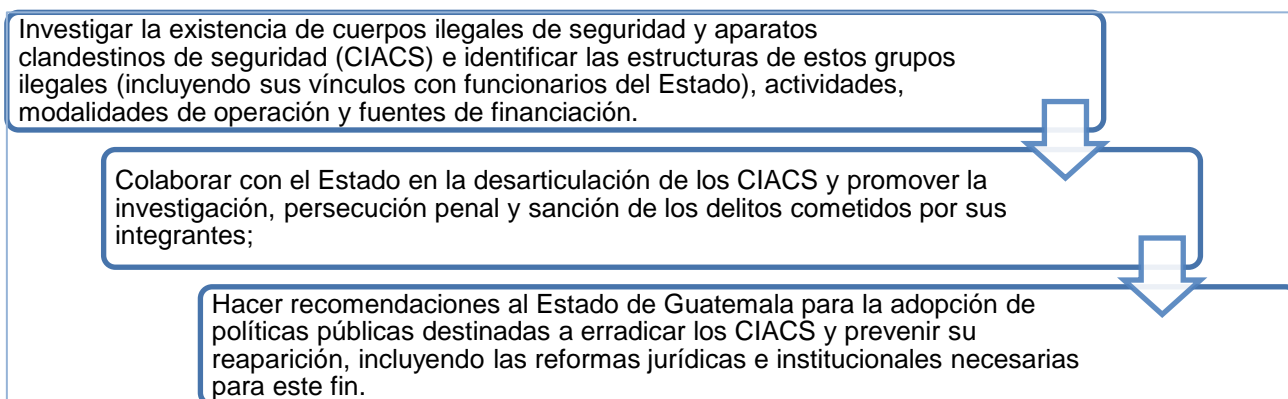 Investigar la existencia de cuerpos ilegales de seguridad y aparatos
clandestinos de seguridad (CIACS) e identificar las estructuras de estos grupos
ilegales (incluyendo sus vínculos con funcionarios del Estado), actividades,
modalidades de operación y fuentes de financiación.
Colaborar con el Estado en la desarticulación de los CIACS y promover la
investigación, persecución penal y sanción de los delitos cometidos por sus
integrantes;
Hacer recomendaciones al Estado de Guatemala para la adopción de
políticas públicas destinadas a erradicar los CIACS y prevenir su
reaparición, incluyendo las reformas jurídicas e institucionales necesarias
para este fin.